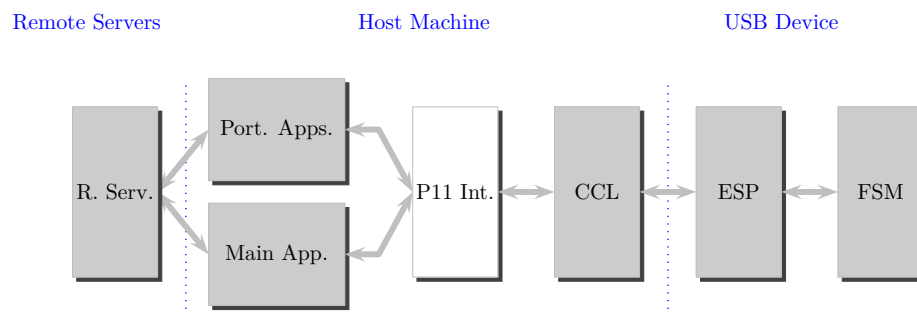 Remote Servers
Host Machine
USB Device
Port. Apps.
R. Serv.
P11 Int.
CCL
ESP
FSM
Main App.